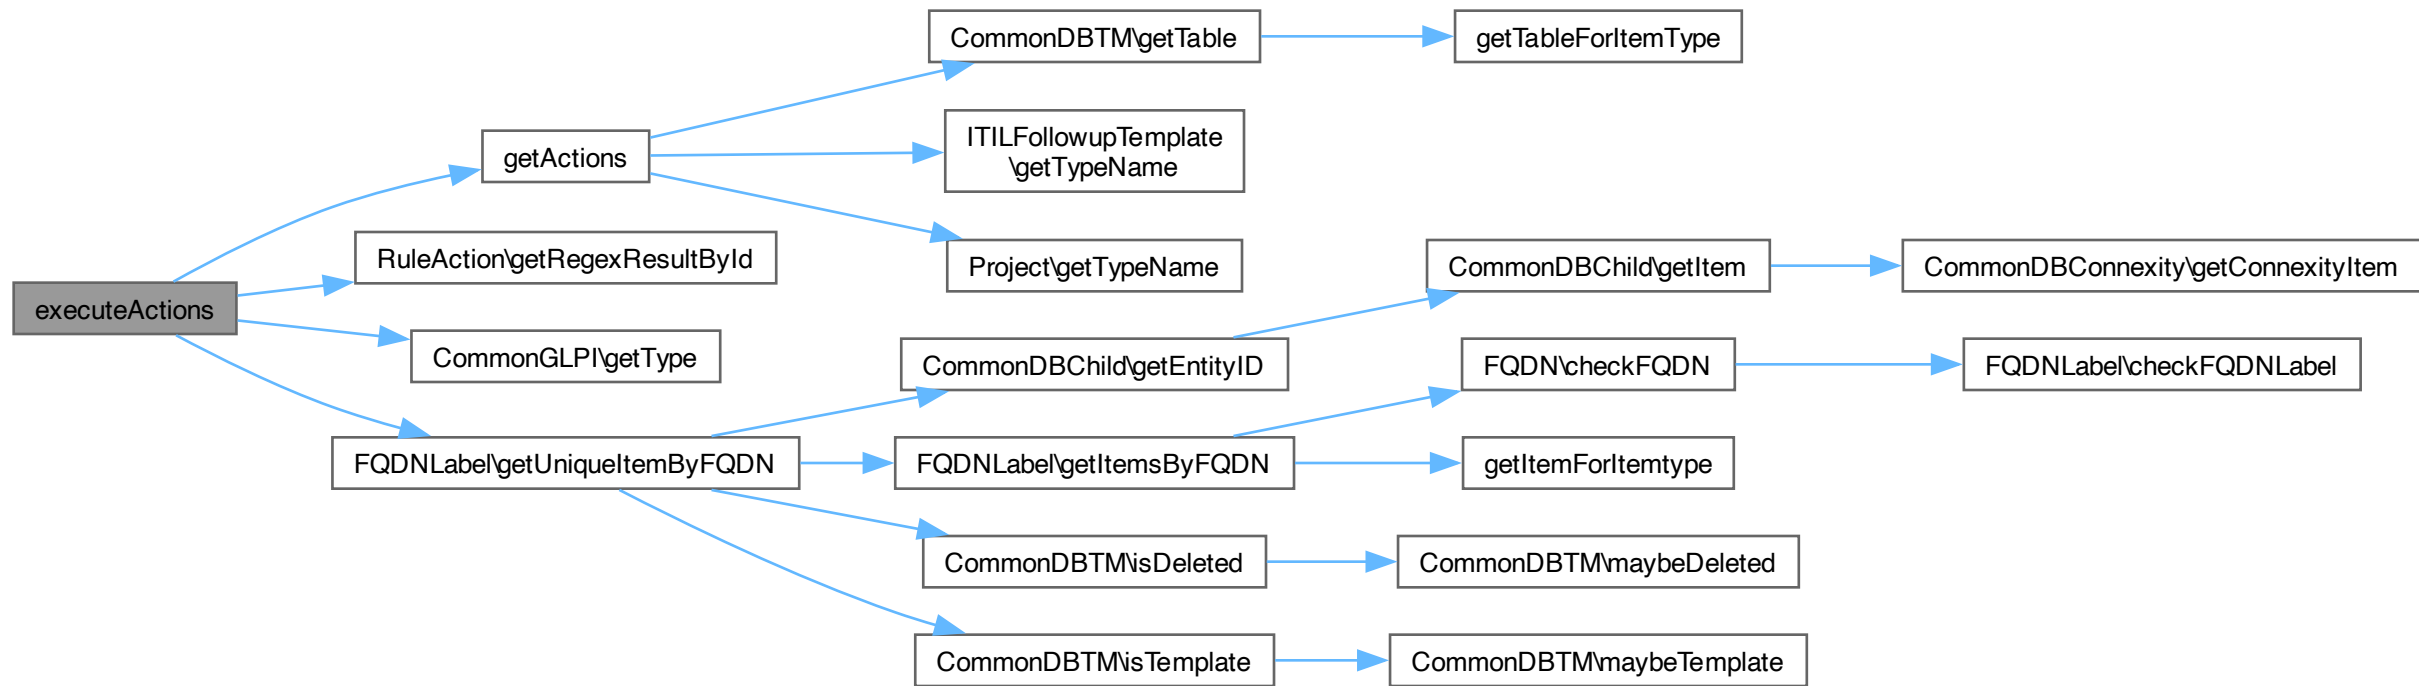 executeActions
getActions
RuleAction\getRegexResultById
CommonGLPI\getType
FQDNLabel\getUniqueItemByFQDN
CommonDBTM\getTable
ITILFollowupTemplate
\getTypeName
Project\getTypeName
CommonDBChild\getEntityID
FQDNLabel\getItemsByFQDN
CommonDBTM\isDeleted
CommonDBTM\isTemplate
getTableForItemType
CommonDBChild\getItem
FQDN\checkFQDN
getItemForItemtype
CommonDBTM\maybeDeleted
CommonDBTM\maybeTemplate
CommonDBConnexity\getConnexityItem
FQDNLabel\checkFQDNLabel